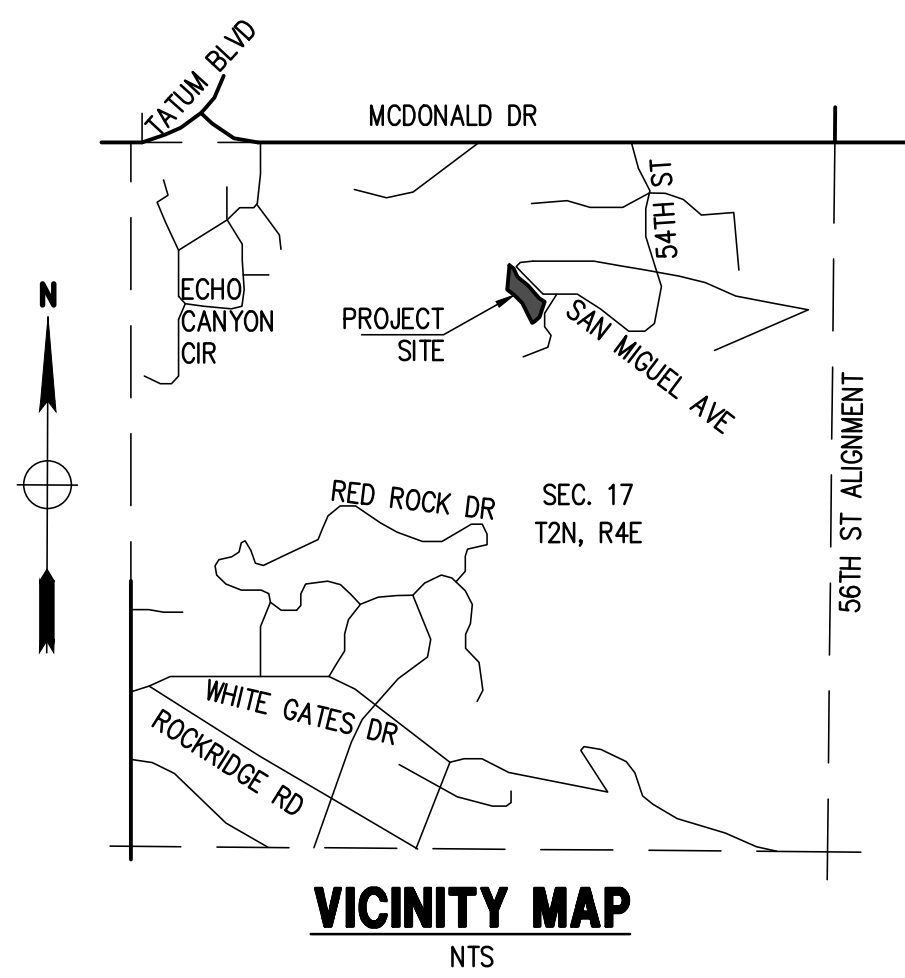 TATUM BLVD
MCDONALD DR
54TH ST
N
ECHO
CANYON
CIR
PROJECT
SITE
SAN MIGUEL AVE
56TH ST ALIGNMENT
RED ROCK DR
SEC. 17
T2N, R4E
WHITE GATES DR
ROCKRIDGE RD
VICINITY MAP
NTS